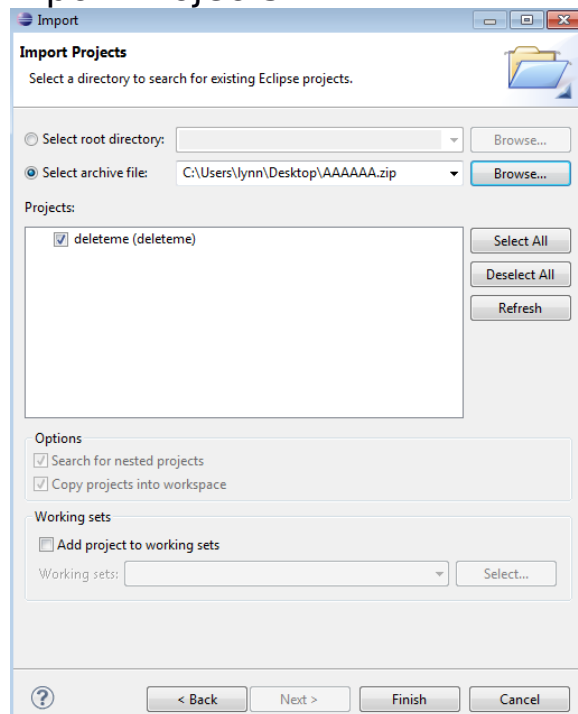 Import
Import Projects
Select a directory to search for existing Eclipse projects.
Select root directory:
Browse...
Select archive file:
C:\Users\lynn\Desktop\AAAAAA.zip
Browse...
Projects:
deleteme (deleteme)
Select All
Deselect All
Refresh
Options
Search for nested projects
Copy projects into workspace
Working sets
Add project to working sets
Working sets:
Select...
?
< Back
Next >
Finish
Cancel